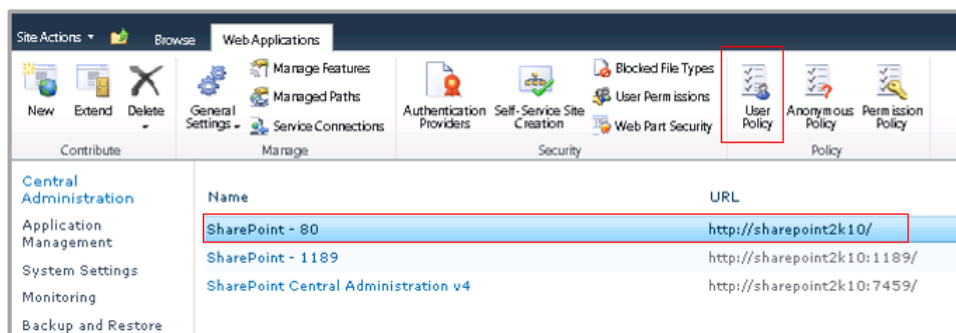 Site Actions
Browse
Web Applications
New
Extend
Delete
General Settings
Manage Features
Managed Paths
Service Connections
Authentication Providers
Self-Service Site Creation
Blocked File Types
User Permissions
Web Part Security
User Policy
Anonymous Policy
Permission Policy
Contribute
Manage
Security
Policy
Central
Administration
Application
Management
System Settings
Monitoring
Backup and Restore
Name URL
SharePoint - 80 http://sharepoint2k10/
SharePoint - 1189 http://sharepoint2k10:1189/
SharePoint Central Administration v4 http://sharepoint2k10:7459/